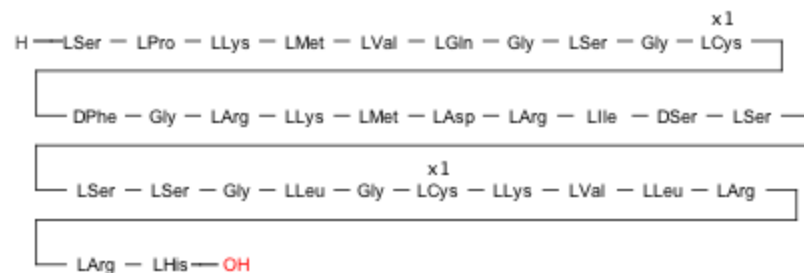 x1
H — LSer — LPro — LLys — LMet — LVal — LGln — Gly — LSer — Gly — LCys
DPhe — Gly — LArg — LLys — LMet — LAsp — LArg — LIle — DSer — LSer
x1
LSer — LSer — Gly — LLeu — Gly — LCys — LLys — LVal — LLeu — LArg
LArg — LHis — OH